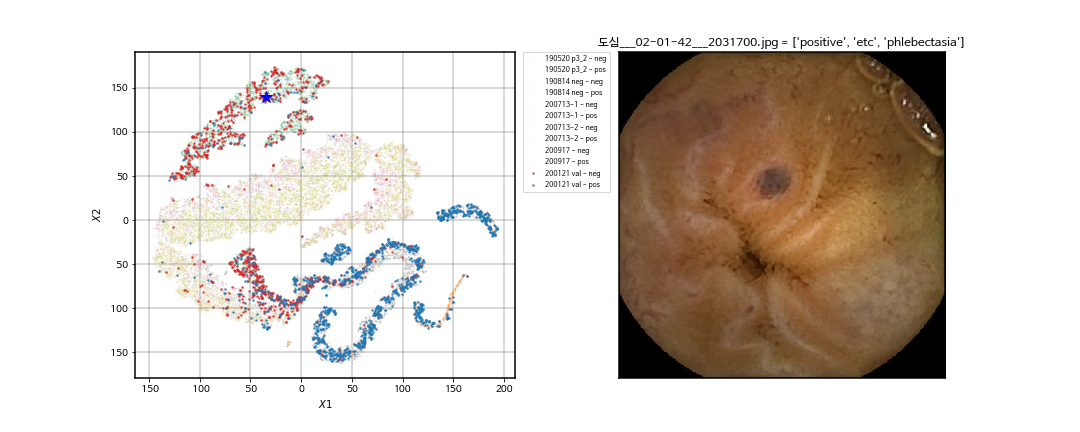 도심___02-01-42___2031700.jpg = ['positive', 'etc', 'phlebectasia']
190520 p3_2 - neg
190520 p3_2 - pos
190814 neg - neg
190814 neg - pos
200713-1 - neg
200713-1 - pos
200713-2 - neg
200713-2 - pos
200917 - neg
200917 - pos
200121 val - neg
200121 val - pos
X2
150
100
50
0
50
100
150
150 100 50 0 50 100 150 200
X1